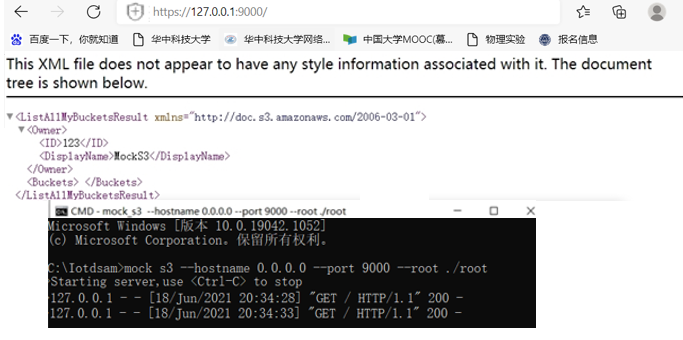 https://127.0.0.1:9000/
百度一下，你就知道 华中科技大学 华中科技大学网络... 中国大学MOOC(慕... 物理实验 报名信息
This XML file does not appear to have any style information associated with it. The document
tree is shown below.
▼<ListAllMyBucketsResult xmlns="http://doc.s3.amazonaws.com/2006-03-01">
▼<Owner>
<ID>123</ID>
<DisplayName>MockS3</DisplayName>
</Owner>
<Buckets> </Buckets>
</ListAllMyBucketsResult>
CMD - mock_s3 --hostname 0.0.0.0 --port 9000 --root ./root
Microsoft Windows [版本 10.0.19042.1052]
(c) Microsoft Corporation。保留所有权利。
C:\Iotdsam>mock s3 --hostname 0.0.0.0 --port 9000 --root ./root
Starting server,use <Ctrl-C> to stop
127.0.0.1 - - [18/Jun/2021 20:34:28] "GET / HTTP/1.1" 200 -
127.0.0.1 - - [18/Jun/2021 20:34:33] "GET / HTTP/1.1" 200 -